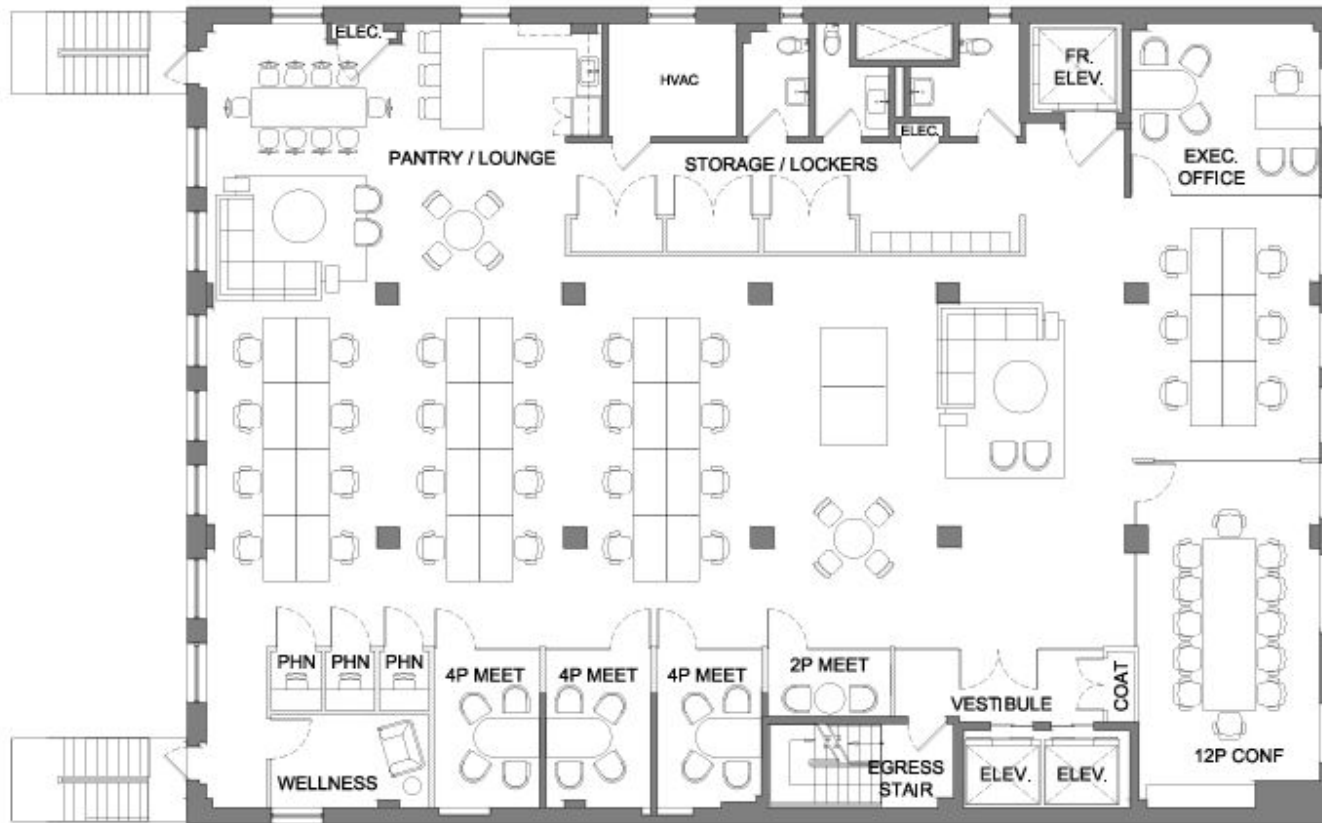 ELEC.
HVAC
FR.
ELEV.
PANTRY / LOUNGE
STORAGE / LOCKERS
ELEC.
EXEC.
OFFICE
PHN
PHN
PHN
4P MEET
4P MEET
4P MEET
2P MEET
VESTIBULE
COAT
WELLNESS
EGRESS
STAIR
ELEV.
ELEV.
12P CONF